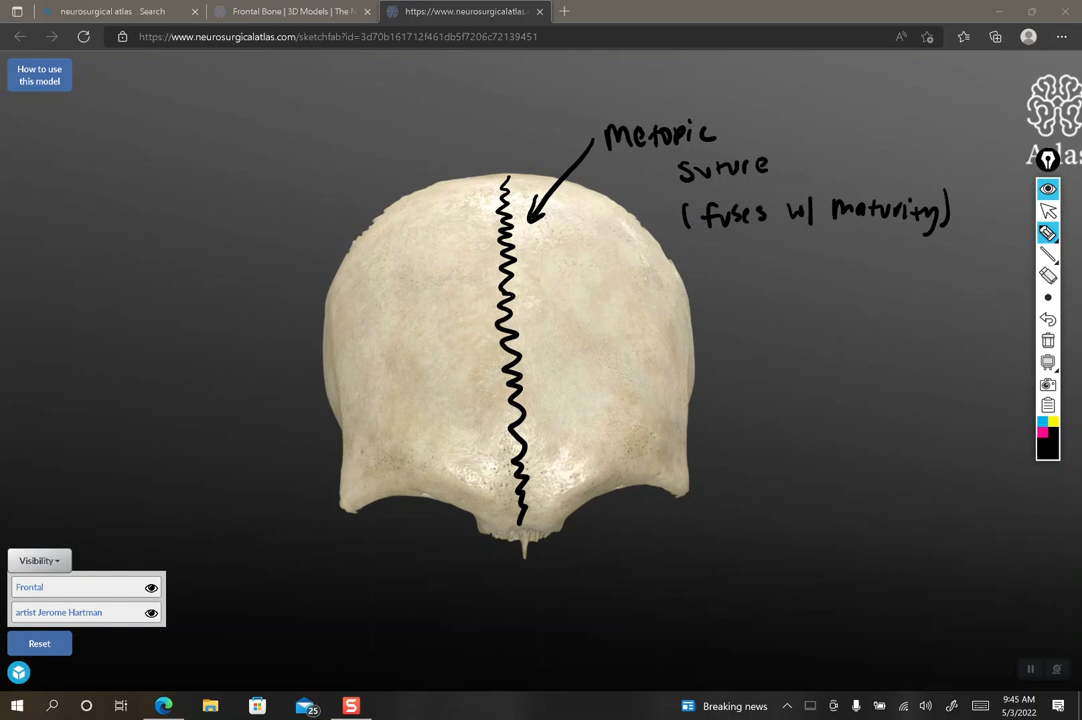 neurosurgical atlas - Search
Frontal Bone | 3D Models | The N
https://www.neurosurgicalatlas.
https://www.neurosurgicalatlas.com/sketchfab?id=3d70b161712f461db5f7206c72139451
How to use
this model
Metopic
suture
(fuses w/ maturity)
Atlas
Visibility
Frontal
artist Jerome Hartman
Reset
25
S
Breaking news
9:45 AM
5/3/2022